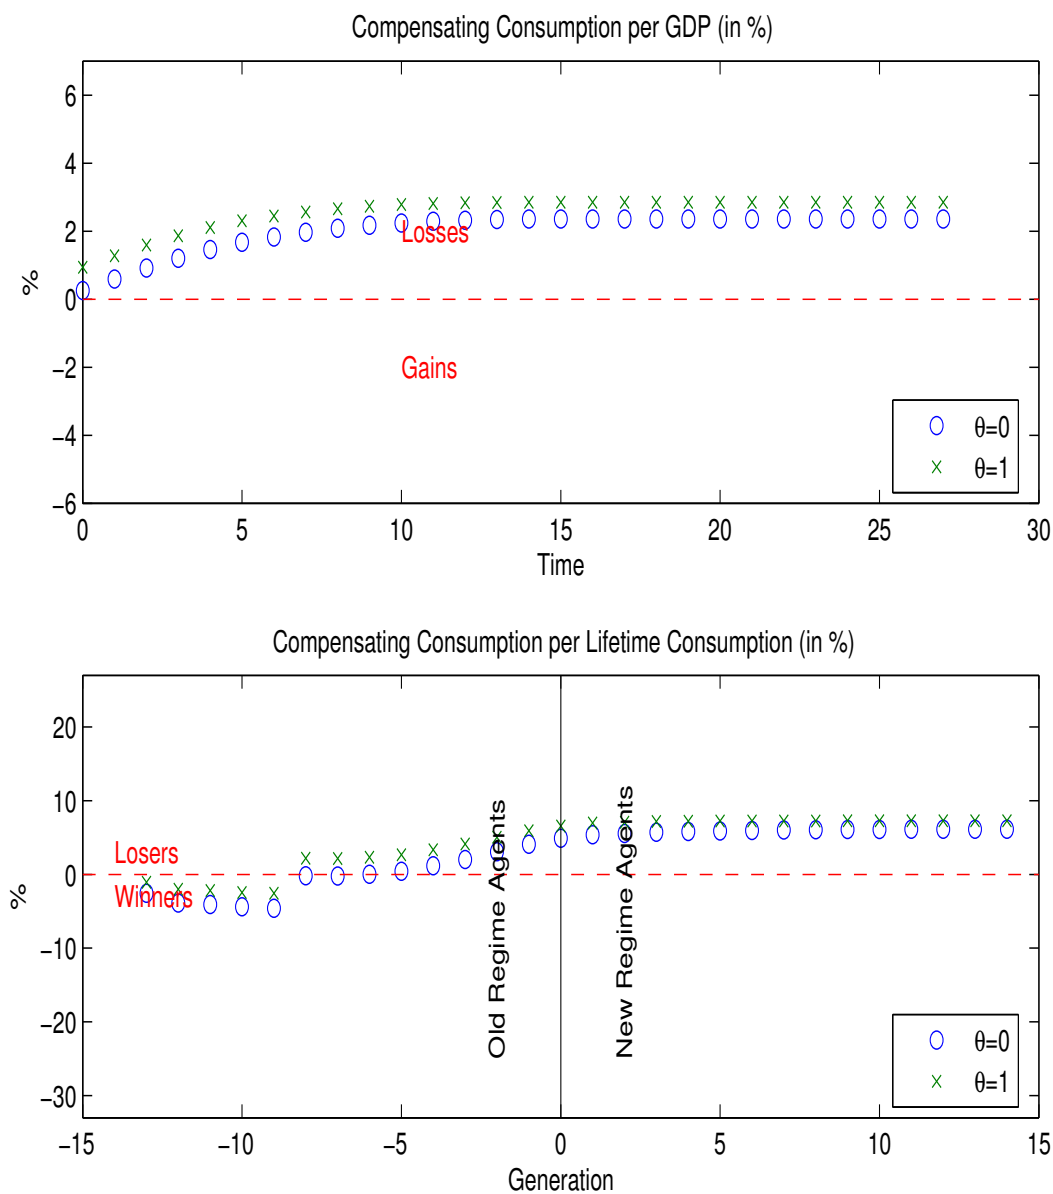 Compensating Consumption per GDP (in %)
6
4
2
0
−2
−4
−6
%
Losses
Gains
θ=0
θ=1
0 5 10 15 20 25 30
Time
Compensating Consumption per Lifetime Consumption (in %)
20
10
0
−10
−20
−30
%
Losers
Winners
Old Regime Agents
New Regime Agents
θ=0
θ=1
−15 −10 −5 0 5 10 15
Generation